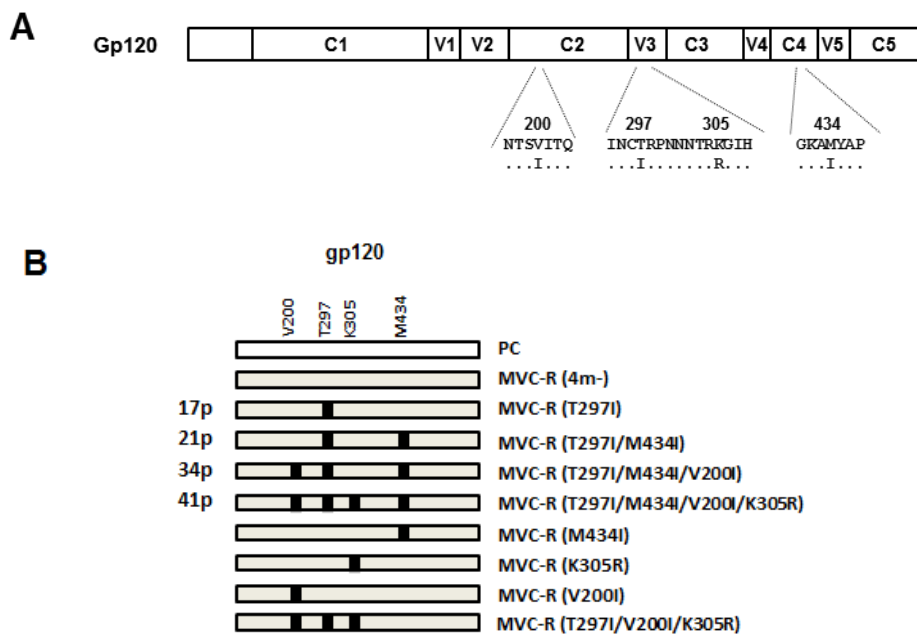 A
Gp120
C1 V1 V2 C2 V3 C3 V4 C4 V5 C5
200 297 305 434
NTSVITQ INCTRPNNNTRKGIH GKAMYAP
...I... ...I.......R... ...I...
B
gp120
V200 T297 K305 M434
PC
MVC-R (4m-)
17p MVC-R (T297I)
21p MVC-R (T297I/M434I)
34p MVC-R (T297I/M434I/V200I)
41p MVC-R (T297I/M434I/V200I/K305R)
MVC-R (M434I)
MVC-R (K305R)
MVC-R (V200I)
MVC-R (T297I/V200I/K305R)